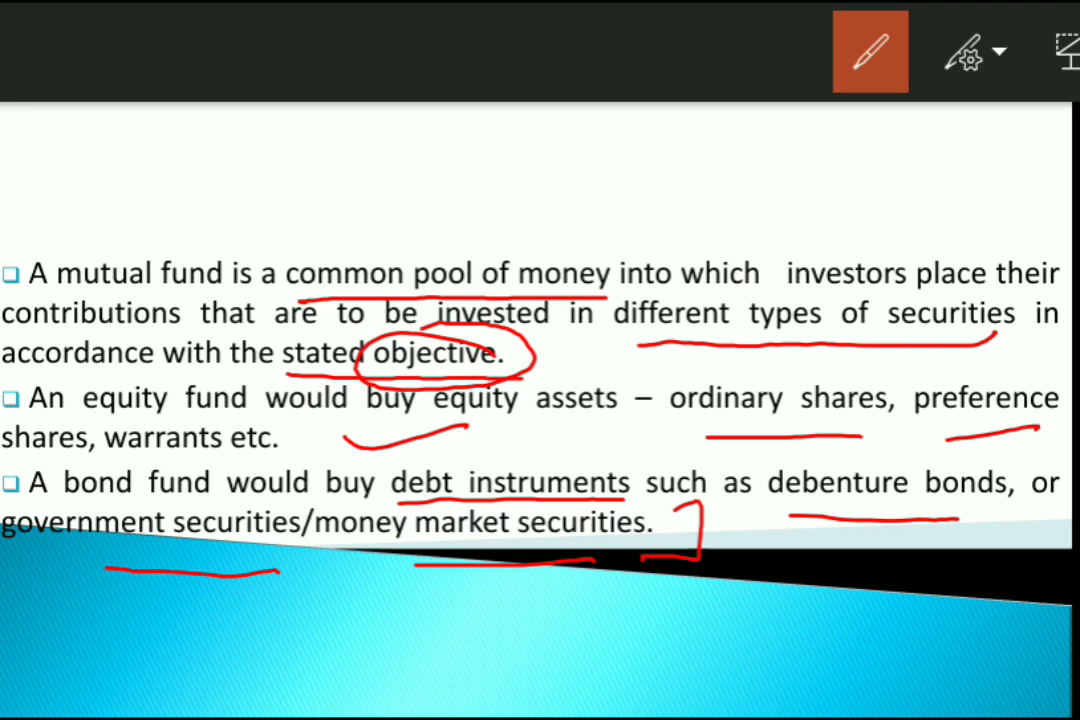 A mutual fund is a common pool of money into which investors place their
contributions that are to be invested in different types of securities in
accordance with the stated objective.
An equity fund would buy equity assets – ordinary shares, preference
shares, warrants etc.
A bond fund would buy debt instruments such as debenture bonds, or
government securities/money market securities.